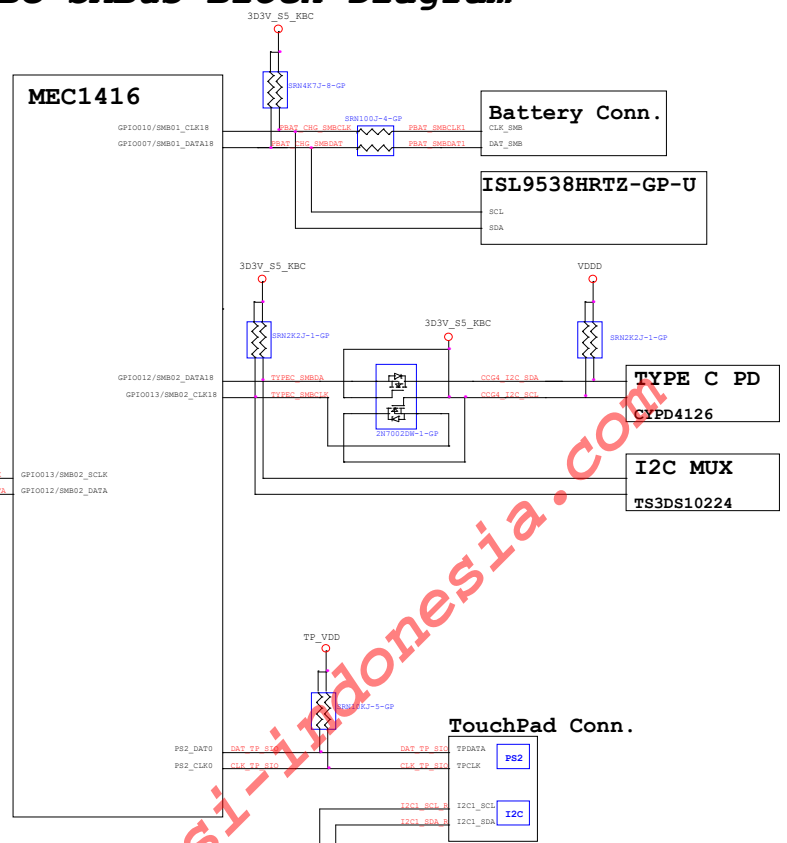 BC SMBus Block Diagram
3D3V_S5_KBC
SRN4K7J-8-GP
MEC1416
SRN100J-4-GP
Battery Conn.
GPIO010/SMB01_CLK18
PBAT_CHG_SMBCLK
PBAT_SMBCLK1
CLK_SMB
GPIO007/SMB01_DATA18
PBAT_CHG_SMBDAT
PBAT_SMBDAT1
DAT_SMB
ISL9538HRTZ-GP-U
SCL
SDA
3D3V_S5_KBC
VDDD
3D3V_S5_KBC
SRN2K2J-1-GP
SRN2K2J-1-GP
GPIO012/SMB02_DATA18
TYPEC_SMBDA
CCG4_I2C_SDA
TYPE C PD
GPIO013/SMB02_CLK18
TYPEC_SMBCLK
CCG4_I2C_SCL
CYPD4126
2N7002DW-1-GP
I2C MUX
GPIO013/SMB02_SCLK
A
GPIO012/SMB02_DATA
TS3DS10224
TP_VDD
SRN10KJ-5-GP
TouchPad Conn.
PS2_DAT0
DAT_TP_SIO
DAT_TP_SIO
TPDATA
PS2
PS2_CLK0
CLK_TP_SIO
CLK_TP_SIO
TPCLK
I2C1_SCL_R
I2C1_SCL
I2C
I2C1_SDA_R
I2C1_SDA
si-indonesia.com